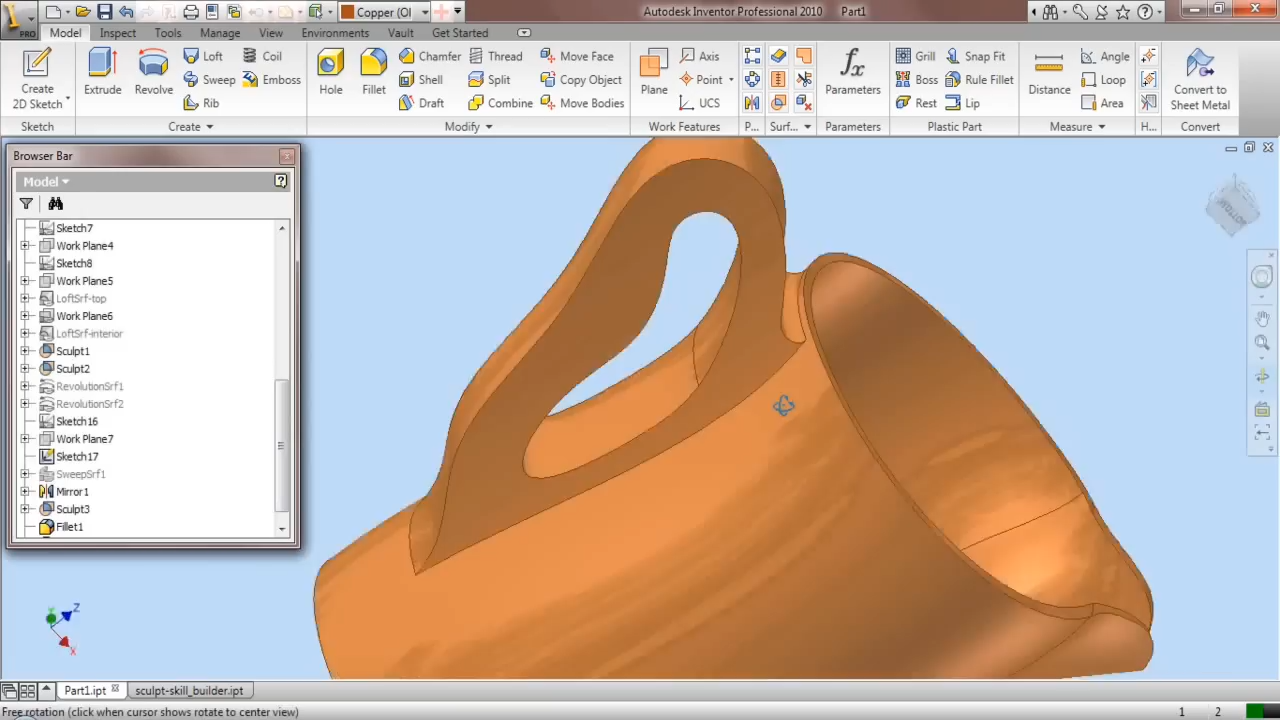 Copper (Ol
Autodesk Inventor Professional 2010 Part1
PRO
Model Inspect Tools Manage View Environments Vault Get Started
Create 2D Sketch
Extrude
Revolve
Loft
Sweep
Rib
Coil
Emboss
Hole
Fillet
Chamfer
Shell
Draft
Thread
Split
Combine
Move Face
Copy Object
Move Bodies
Plane
Axis
Point
UCS
Parameters
Grill
Boss
Rest
Snap Fit
Rule Fillet
Lip
Distance
Angle
Loop
Area
Convert to Sheet Metal
Sketch Create Modify Work Features P... Surf... Parameters Plastic Part Measure H... Convert
Browser Bar
Model
Sketch7
Work Plane4
Sketch8
Work Plane5
LoftSrf-top
Work Plane6
LoftSrf-interior
Sculpt1
Sculpt2
RevolutionSrf1
RevolutionSrf2
Sketch16
Work Plane7
Sketch17
SweepSrf1
Mirror1
Sculpt3
Fillet1
Z
X
Part1.ipt sculpt-skill_builder.ipt
Free rotation (click when cursor shows rotate to center view) 1 2